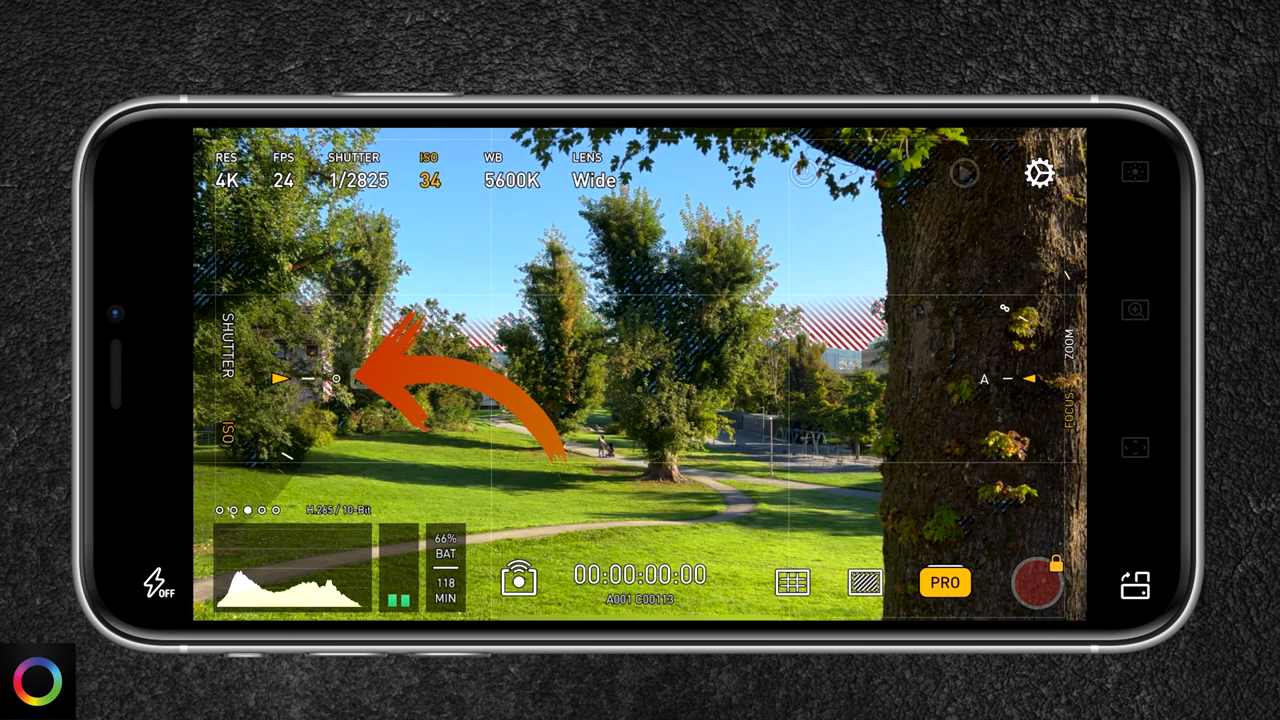 RES FPS SHUTTER ISO WB LENS
4K 24 1/2825 34 5600K Wide
SHUTTER
ISO
A
ZOOM
FOCUS
H.265 / 10-Bit
66%
BAT
118
MIN
OFF
00:00:00:00
A001 C00113
PRO